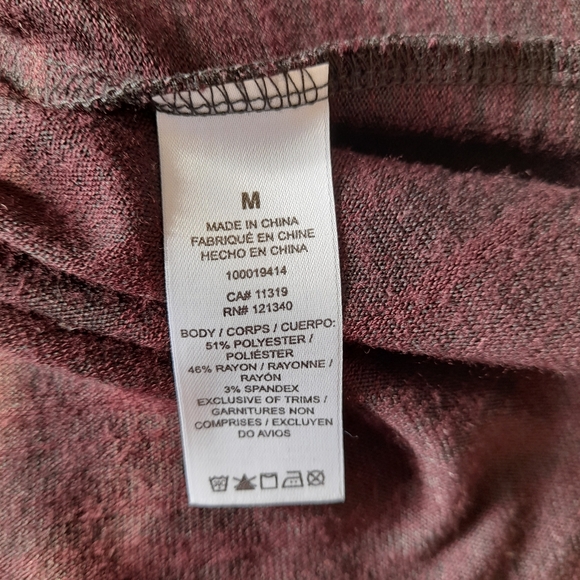 M
MADE IN CHINA
FABRIQUÉ EN CHINE
HECHO EN CHINA
100019414
CA# 11319
RN# 121340
BODY / CORPS / CUERPO:
51% POLYESTER /
POLIÉSTER
46% RAYON / RAYONNE /
RAYÓN
3% SPANDEX
EXCLUSIVE OF TRIMS /
GARNITURES NON
COMPRISES / EXCLUYEN
DO AVIOS